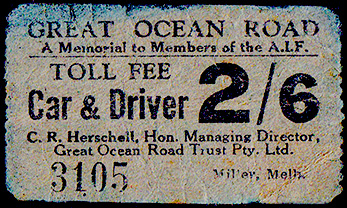 GREAT OCEAN ROAD
A Memorial to Members of the A.I.F.
TOLL FEE
Car & Driver 2/6
C. R. Herschell, Hon. Managing Director,
Great Ocean Road Trust Pty. Ltd.
3105 Miller, Melb.